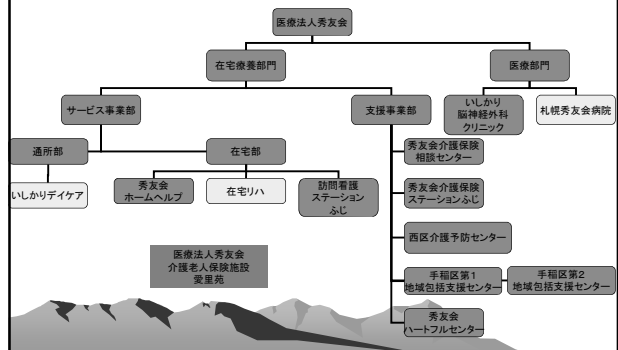 医療法人秀友会
在宅療養部門
医療部門
サービス事業部
支援事業部
いしかり
脳神経外科
クリニック
札幌秀友会病院
通所部
在宅部
秀友会介護保険
相談センター
いしかりデイケア
秀友会
ホームヘルプ
在宅リハ
訪問看護
ステーション
ふじ
秀友会介護保険
ステーションふじ
西区介護予防センター
医療法人秀友会
介護老人保険施設
愛里苑
手稲区第1
地域包括支援センター
手稲区第2
地域包括支援センター
秀友会
ハートフルセンター